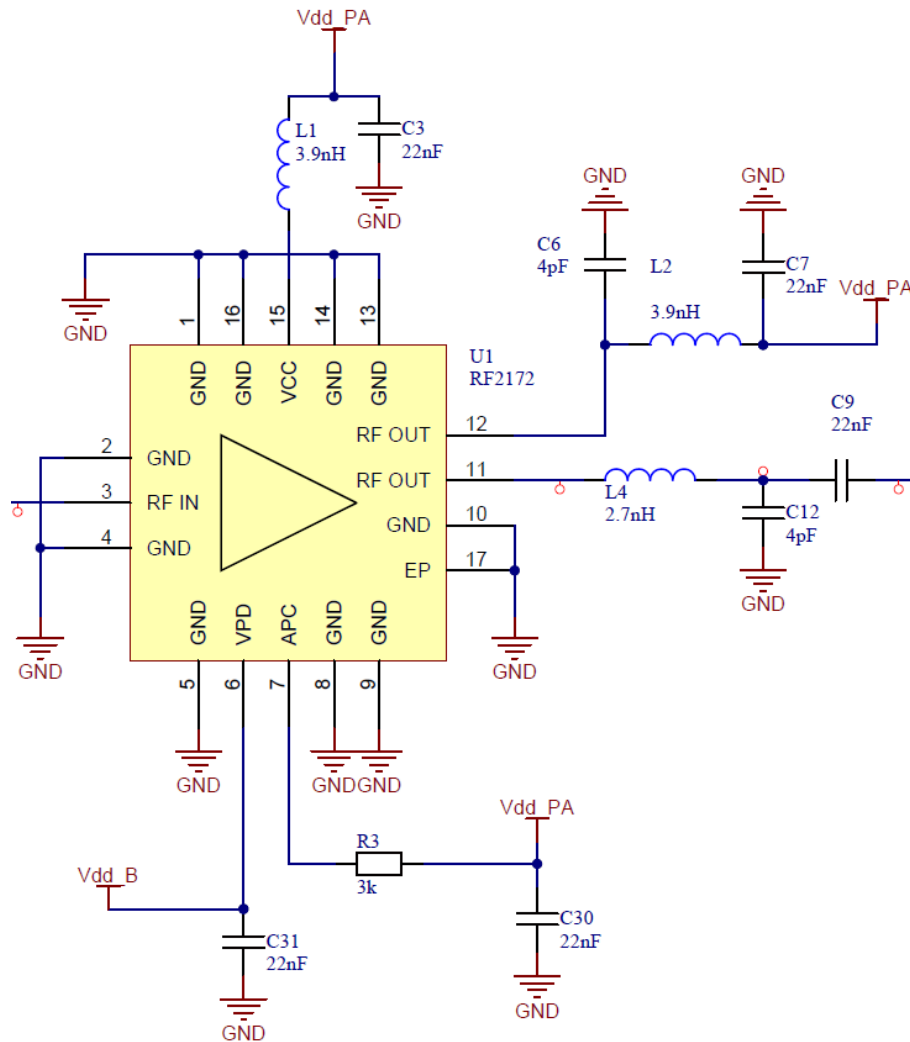 Vdd_PA
L1
3.9nH
C3
22nF
GND
GND
GND
C6
4pF
L2
C7
22nF
3.9nH
Vdd_PA
GND
1
16
15
14
13
GND
GND
VCC
GND
GND
U1
RF2172
C9
22nF
RF OUT
12
2
GND
RF OUT
11
3
RF IN
L4
2.7nH
C12
4pF
4
GND
GND
10
EP
17
GND
GND
GND
GND
VPD
APC
GND
GND
5
6
7
8
9
GND
GND
GND
Vdd_PA
R3
3k
Vdd_B
C30
22nF
C31
22nF
GND
GND